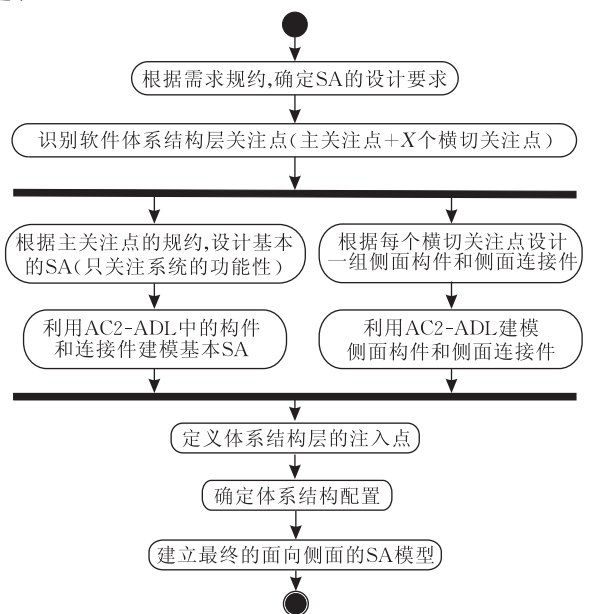 根据需求规约,确定SA的设计要求
识别软件体系结构层关注点(主关注点+X个横切关注点)
根据主关注点的规约,设计基本
的SA(只关注系统的功能性)
根据每个横切关注点设计
一组侧面构件和侧面连接件
利用AC2-ADL中的构件
和连接件建模基本SA
利用AC2-ADL建模
侧面构件和侧面连接件
定义体系结构层的注入点
确定体系结构配置
建立最终的面向侧面的SA模型